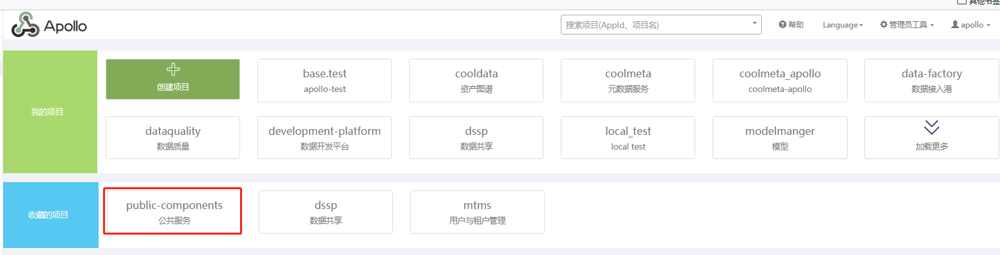 其他书签
Apollo
搜索项目(AppId、项目名)
帮助
Language
管理员工具
apollo
我的项目
创建项目
base.test
apollo-test
cooldata
资产图谱
coolmeta
元数据服务
coolmeta_apollo
coolmeta-apollo
data-factory
数据接入港
dataquality
数据质量
development-platform
数据开发平台
dssp
数据共享
local_test
local test
modelmanger
模型
加载更多
收藏的项目
public-components
公共服务
dssp
数据共享
mtms
用户与租户管理